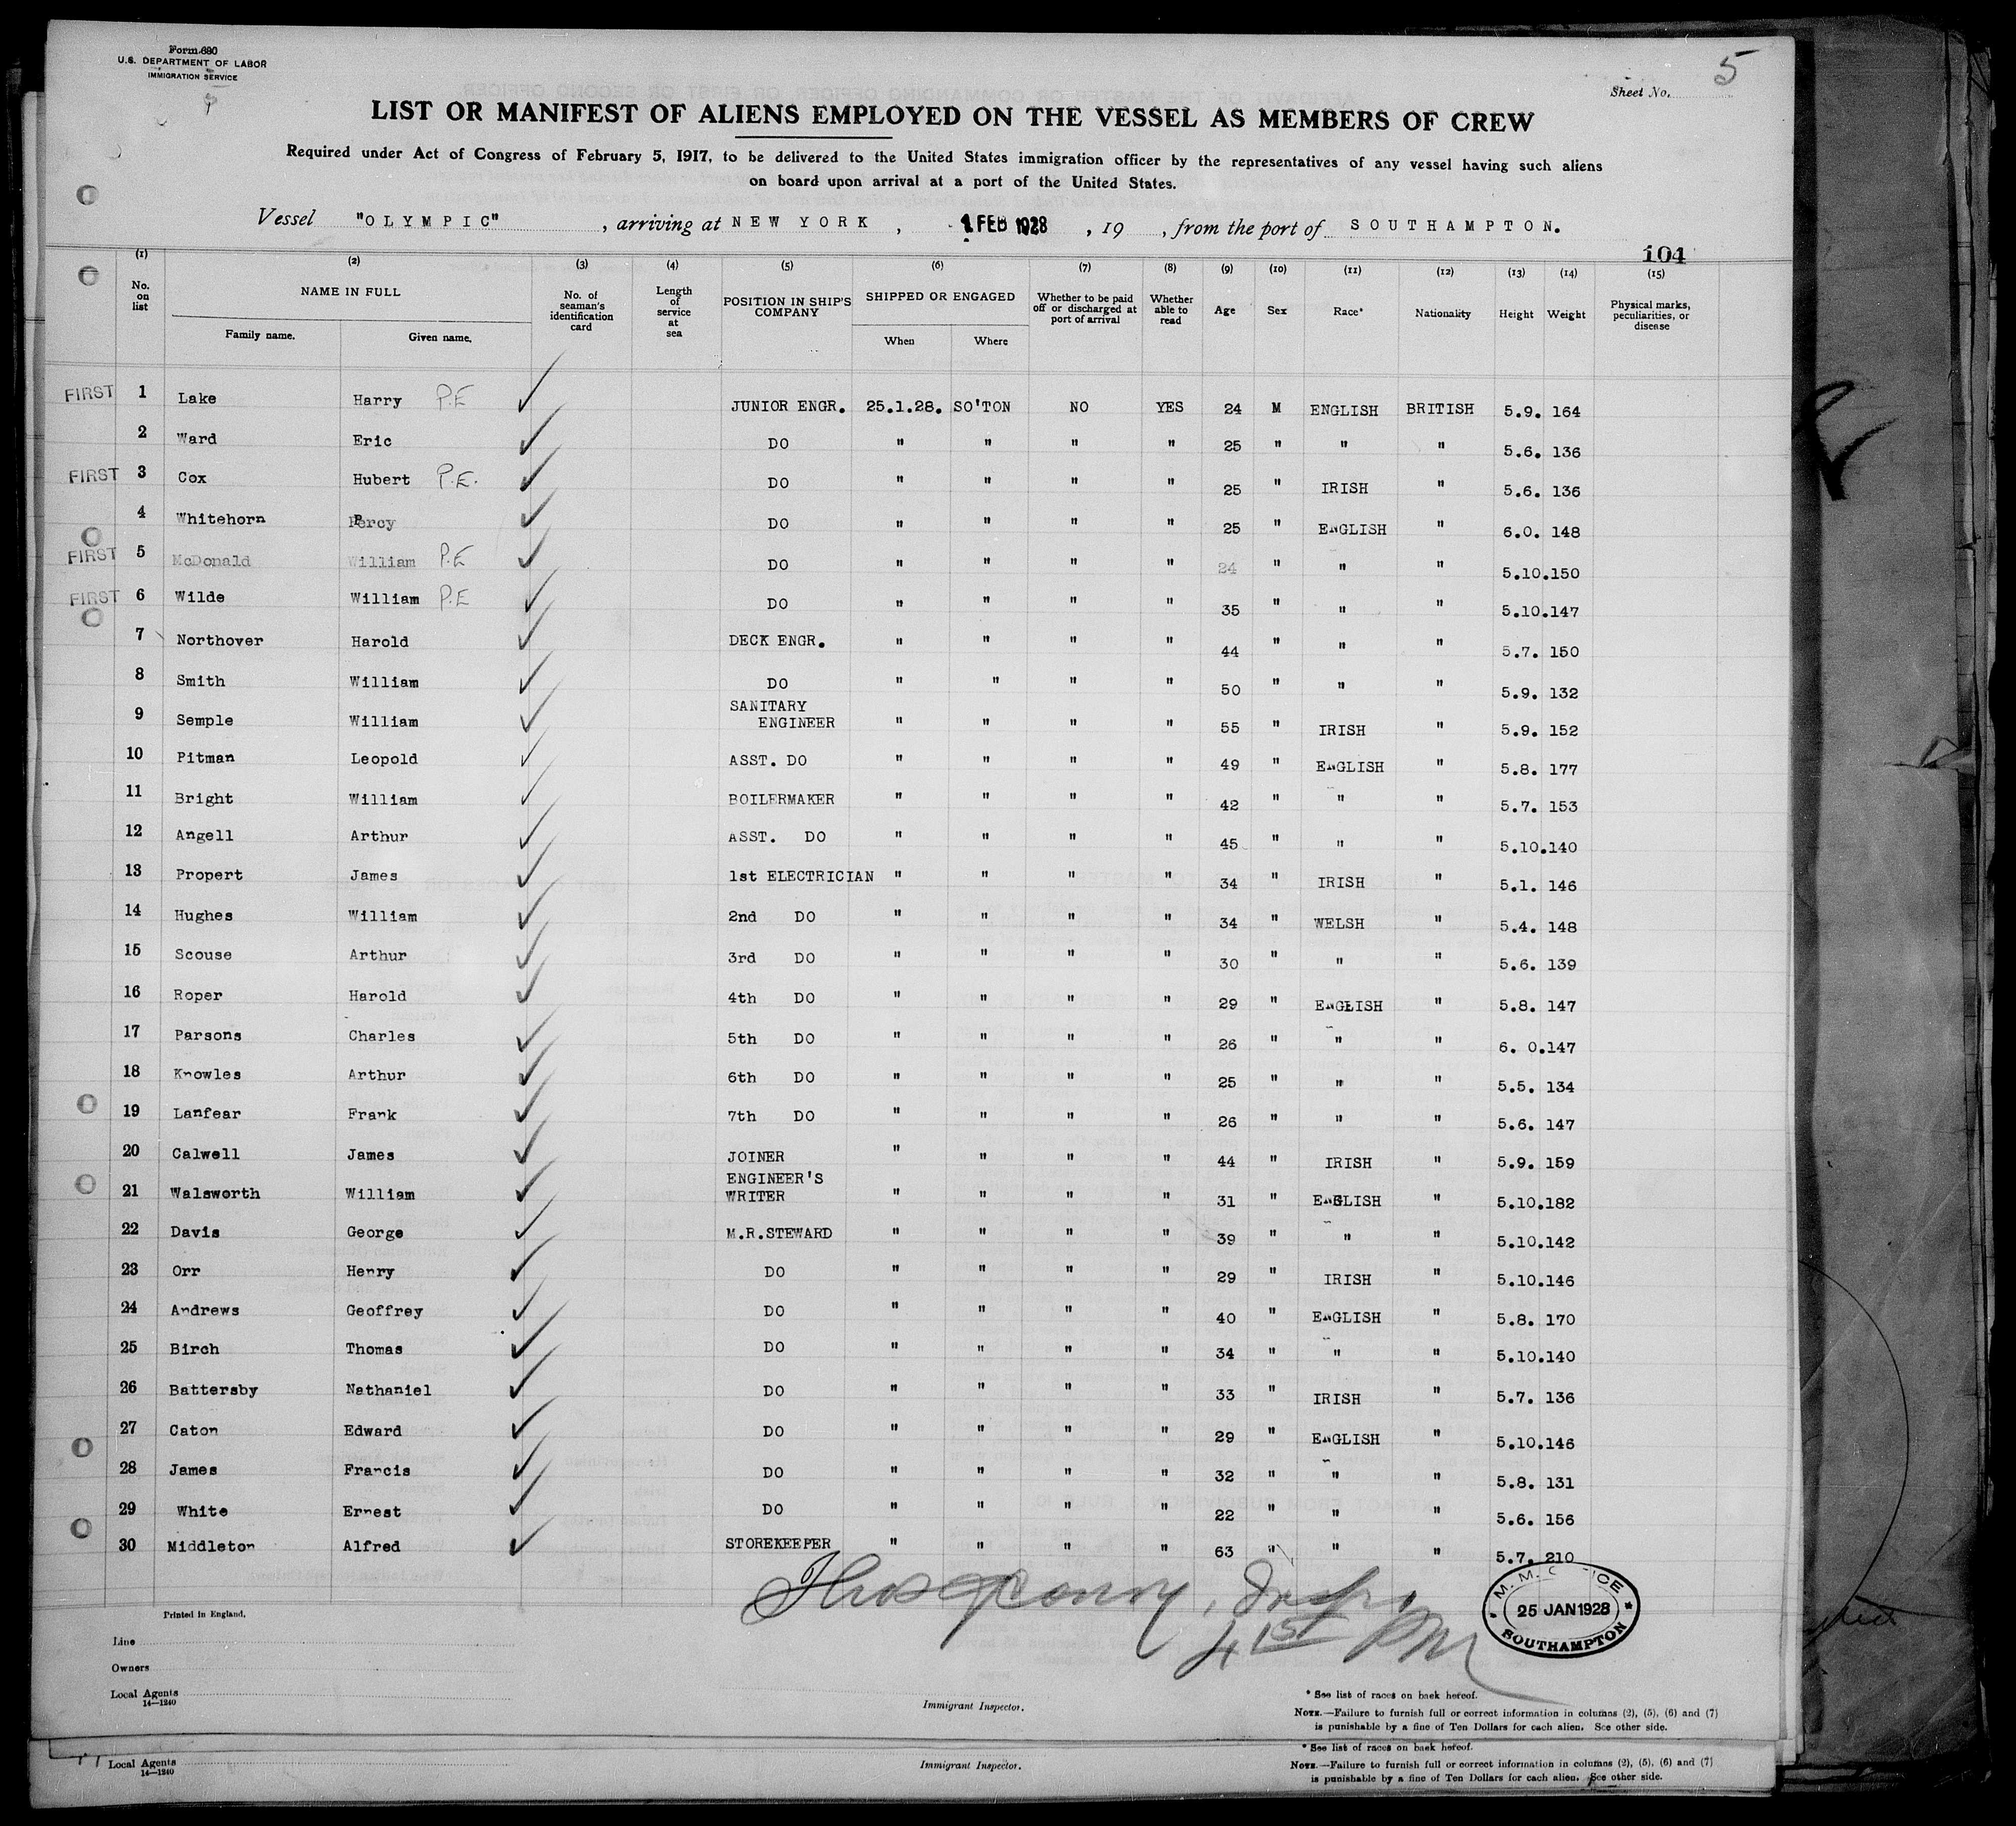 Form 680
U.S. DEPARTMENT OF LABOR
IMMIGRATION SERVICE
5
Sheet No.
LIST OR MANIFEST OF ALIENS EMPLOYED ON THE VESSEL AS MEMBERS OF CREW
Required under Act of Congress of February 5, 1917, to be delivered to the United States immigration officer by the representatives of any vessel having such aliens
on board upon arrival at a port of the United States.
Vessel "OLYMPIC", arriving at NEW YORK, 1 FEB 1928, 19 , from the port of SOUTHAMPTON.
104
(1) (2) (3) (4) (5) (6) (7) (8) (9) (10) (11) (12) (13) (14) (15)
No. on list NAME IN FULL Family name. Given name. No. of seaman's identification card Length of service at sea POSITION IN SHIP'S COMPANY SHIPPED OR ENGAGED When Where Whether to be paid off or discharged at port of arrival Whether able to read Age Sex Race* Nationality Height Weight Physical marks, peculiarities, or disease
FIRST 1 Lake Harry P.E JUNIOR ENGR. 25.1.28. SO'TON NO YES 24 M ENGLISH BRITISH 5.9. 164
2 Ward Eric DO " " " " 25 " " " 5.6. 136
FIRST 3 Cox Hubert P.E. DO " " " " 25 " IRISH " 5.6. 136
4 Whitehorn Percy DO " " " " 25 " ENGLISH " 6.0. 148
FIRST 5 McDonald William P.E DO " " " " 24 " " " 5.10.150
FIRST 6 Wilde William P.E DO " " " " 35 " " " 5.10.147
7 Northover Harold DECK ENGR. " " " " 44 " " " 5.7. 150
8 Smith William DO " " " " 50 " " " 5.9. 132
9 Semple William SANITARY ENGINEER " " " " 55 " IRISH " 5.9. 152
10 Pitman Leopold ASST. DO " " " " 49 " ENGLISH " 5.8. 177
11 Bright William BOILERMAKER " " " " 42 " " " 5.7. 153
12 Angell Arthur ASST. DO " " " " 45 " " " 5.10.140
13 Propert James 1st ELECTRICIAN " " " " 34 " IRISH " 5.1. 146
14 Hughes William 2nd DO " " " " 34 " WELSH " 5.4. 148
15 Scouse Arthur 3rd DO " " " " 30 " " " 5.6. 139
16 Roper Harold 4th DO " " " " 29 " ENGLISH " 5.8. 147
17 Parsons Charles 5th DO " " " " 26 " " " 6. 0.147
18 Knowles Arthur 6th DO " " " " 25 " " " 5.5. 134
19 Lanfear Frank 7th DO " " " " 26 " " " 5.6. 147
20 Calwell James JOINER " " " " 44 " IRISH " 5.9. 159
21 Walsworth William ENGINEER'S WRITER " " " " 31 " ENGLISH " 5.10.182
22 Davis George M.R.STEWARD " " " " 39 " " " 5.10.142
23 Orr Henry DO " " " " 29 " IRISH " 5.10.146
24 Andrews Geoffrey DO " " " " 40 " ENGLISH " 5.8. 170
25 Birch Thomas DO " " " " 34 " " " 5.10.140
26 Battersby Nathaniel DO " " " " 33 " IRISH " 5.7. 136
27 Caton Edward DO " " " " 29 " ENGLISH " 5.10.146
28 James Francis DO " " " " 32 " " " 5.8. 131
29 White Ernest DO " " " " 22 " " " 5.6. 156
30 Middleton Alfred STOREKEEPER " " " " 63 " " " 5.7. 210
25 JAN 1928
SOUTHAMPTON
Printed in England.
Line
Owners
Local Agents
14—1240
Immigrant Inspector.
* See list of races on back hereof.
NOTE.—Failure to furnish full or correct information in columns (2), (5), (6) and (7)
is punishable by a fine of Ten Dollars for each alien. See other side.
* See list of races on back hereof.
Local Agents
14—1240
Immigrant Inspector.
NOTE.—Failure to furnish full or correct information in columns (2), (5), (6) and (7)
is punishable by a fine of Ten Dollars for each alien. See other side.